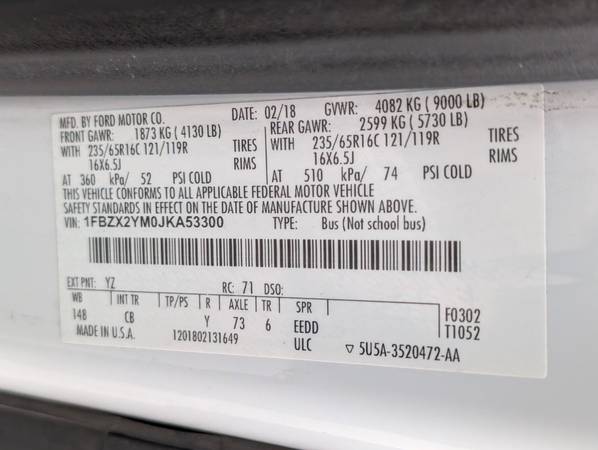 MFD. BY FORD MOTOR CO. DATE: 02/18 GVWR: 4082 KG ( 9000 LB)
FRONT GAWR: 1873 KG ( 4130 LB) REAR GAWR: 2599 KG ( 5730 LB)
WITH 235/65R16C 121/119R TIRES WITH 235/65R16C 121/119R TIRES
16X6.5J RIMS 16X6.5J RIMS
AT 360 kPa/ 52 PSI COLD AT 510 kPa/ 74 PSI COLD
THIS VEHICLE CONFORMS TO ALL APPLICABLE FEDERAL MOTOR VEHICLE
SAFETY STANDARDS IN EFFECT ON THE DATE OF MANUFACTURE SHOWN ABOVE.
VIN: 1FBZX2YM0JKA53300 TYPE: Bus (Not school bus)
EXT PNT: YZ RC: 71 DSO:
WB INT TR TP/PS R AXLE TR SPR F0302
148 CB Y 73 6 EEDD T1052
MADE IN U.S.A. 1201802131649 ULC ▽ 5U5A-3520472-AA